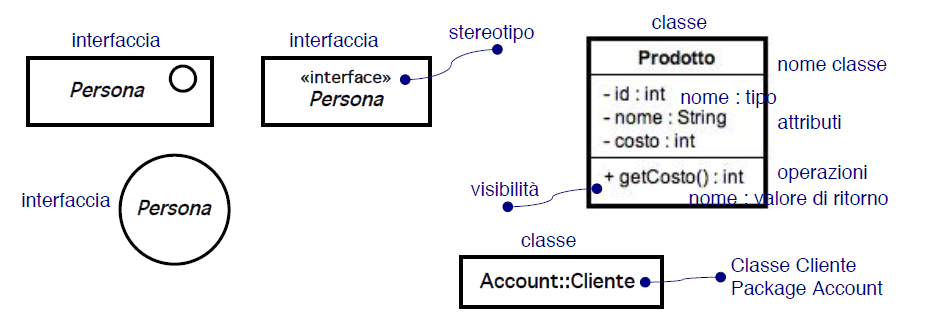 interfaccia
Persona
interfaccia
«interface»
Persona
stereotipo
interfaccia
Persona
classe
Prodotto
nome classe
- id : int
nome : tipo
- nome : String
attributi
- costo : int
operazioni
+ getCosto() : int
visibilità
nome : valore di ritorno
classe
Account::Cliente
Classe Cliente
Package Account